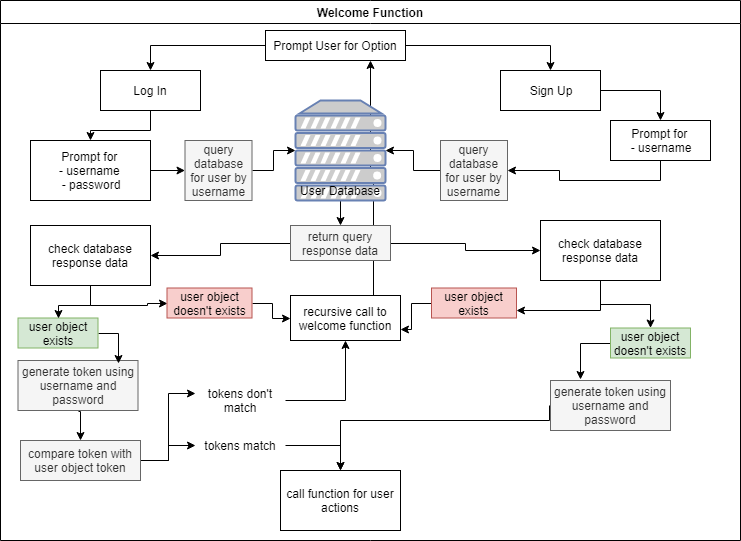 Welcome Function
Prompt User for Option
Log In
Sign Up
Prompt for
- username
- password
query
database
for user by
username
User Database
query
database
for user by
username
Prompt for
- username
return query
response data
check database
response data
check database
response data
user object
doesn't exists
recursive call to
welcome function
user object
exists
user object
exists
user object
doesn't exists
generate token using
username and
password
tokens don't
match
generate token using
username and
password
compare token with
user object token
tokens match
call function for user
actions